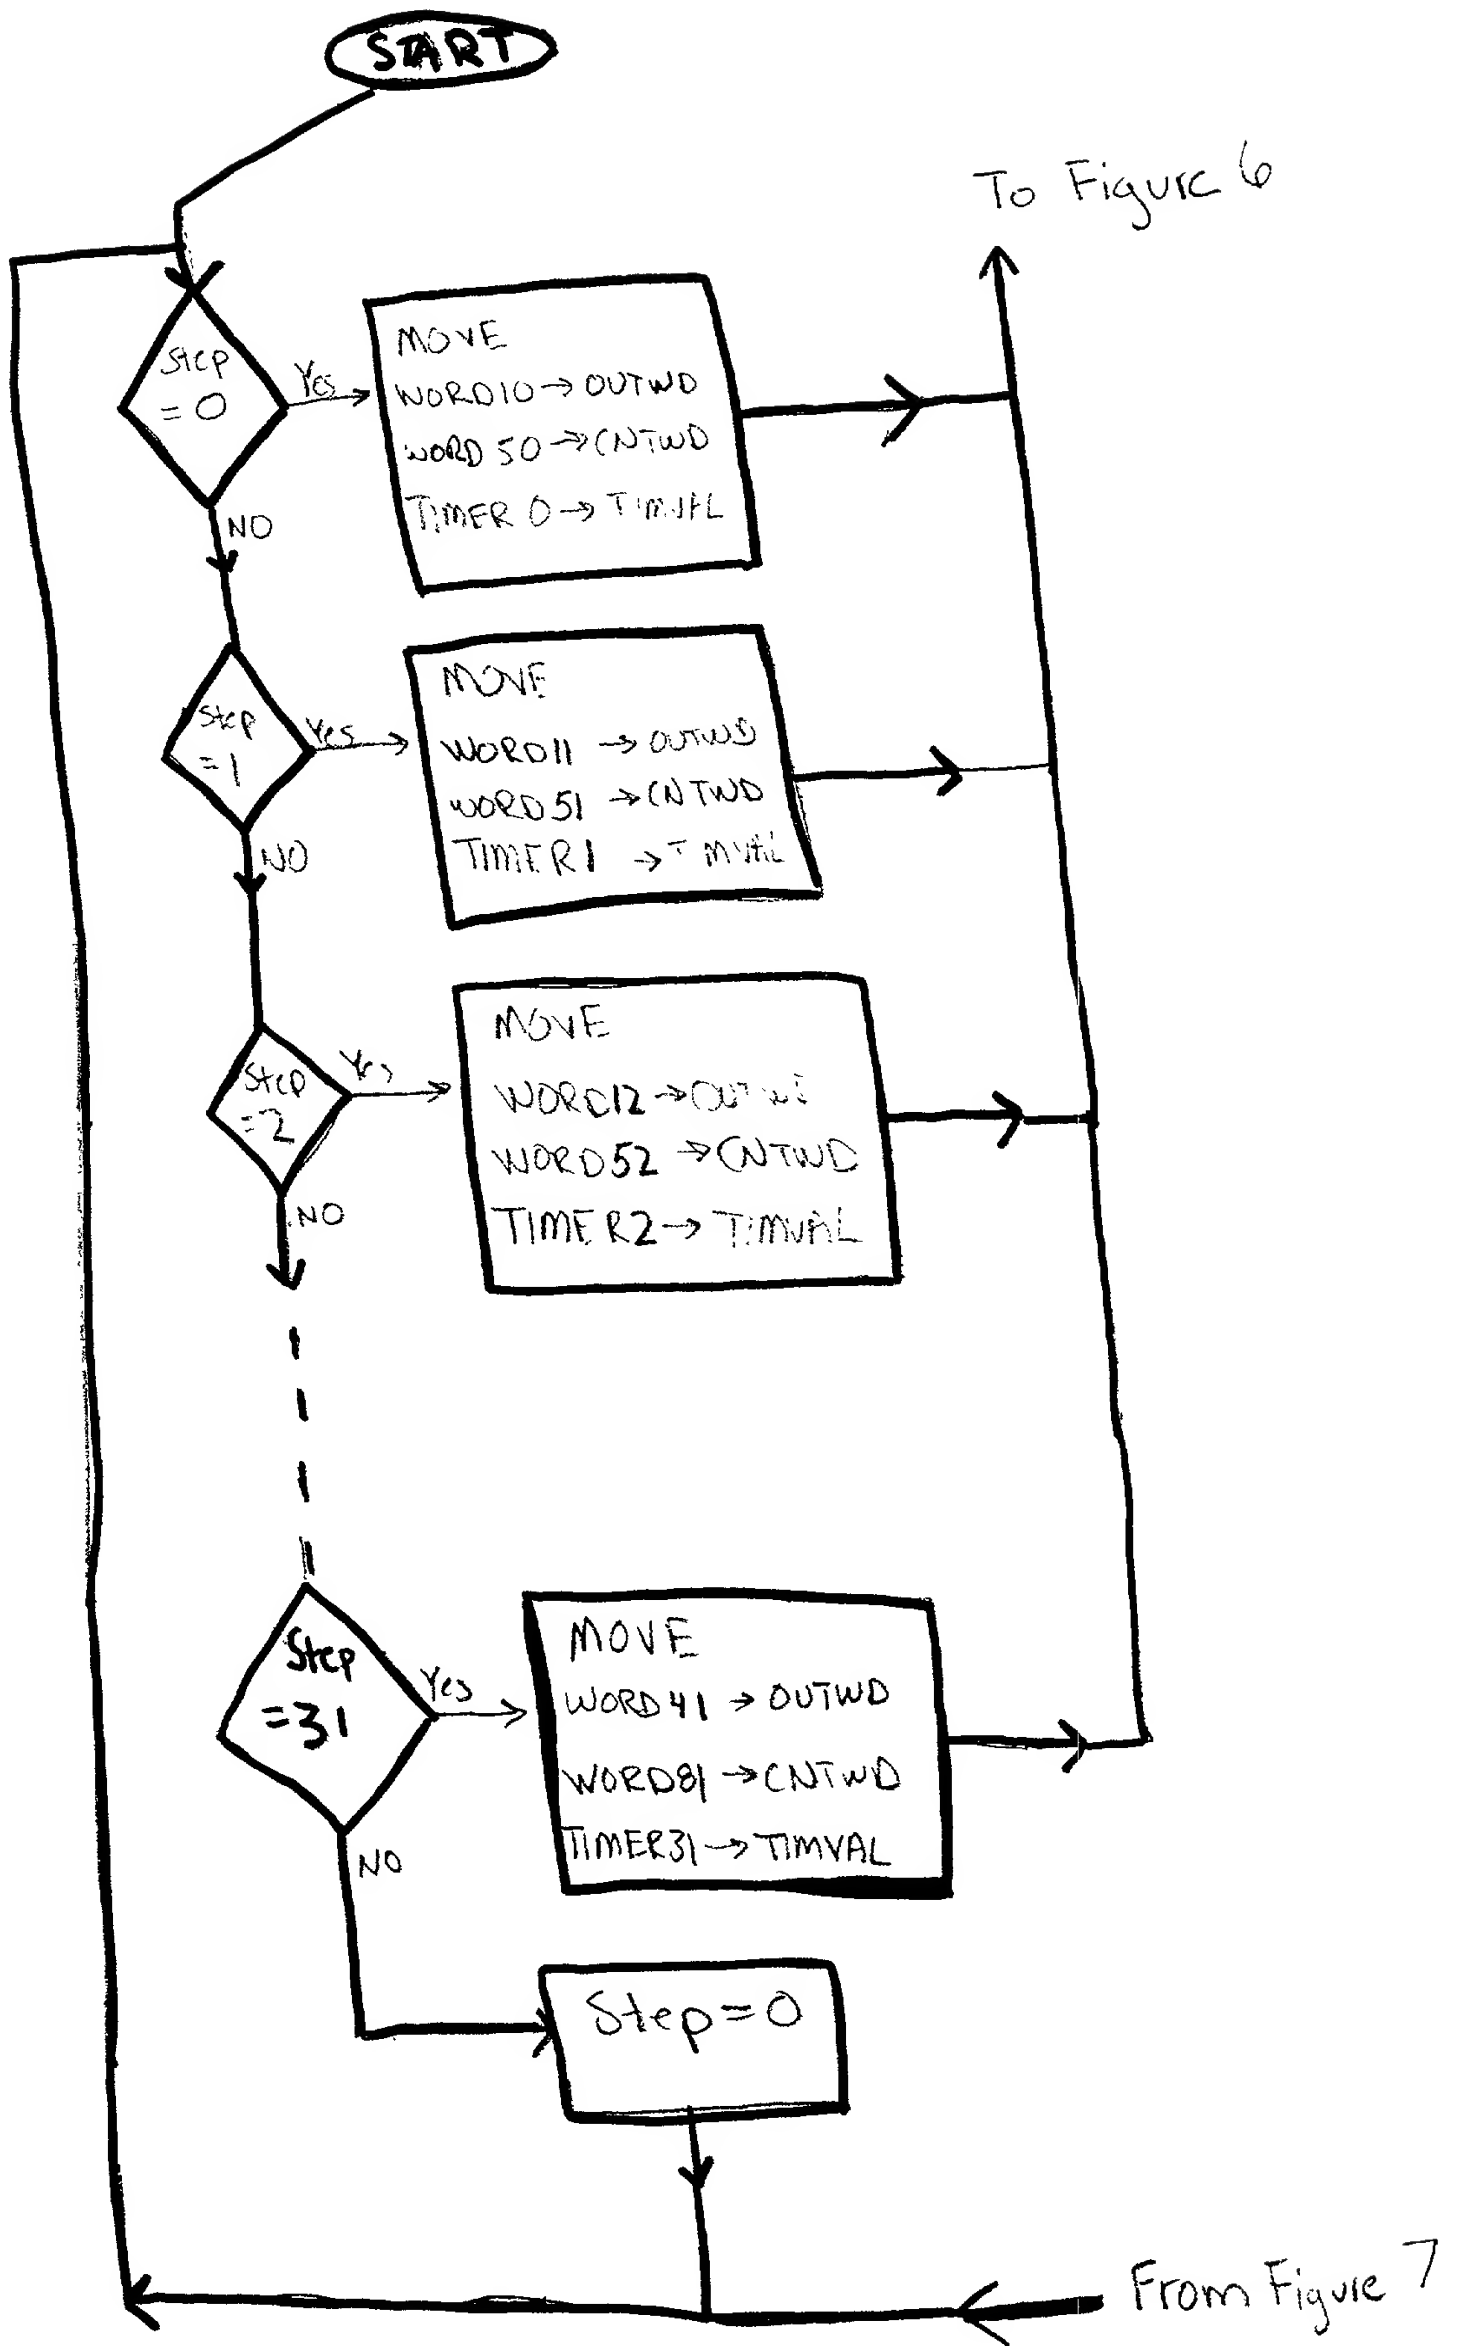 START
To Figure 6
Step
= 0
Yes
MOVE
WORD10 → OUTWD
WORD 50 → CNTWD
TIMER 0 → TIMVAL
NO
Step
= 1
Yes
MOVE
WORD11 → OUTWD
WORD51 → CNTWD
TIMER1 → TIMVAL
NO
Step
=2
Yes
MOVE
WORD12 → OUTWD
WORD52 → CNTWD
TIMER2 → TIMVAL
NO
Step
=31
Yes
MOVE
WORD41 → OUTWD
WORD81 → CNTWD
TIMER31 → TIMVAL
NO
Step=0
From Figure 7